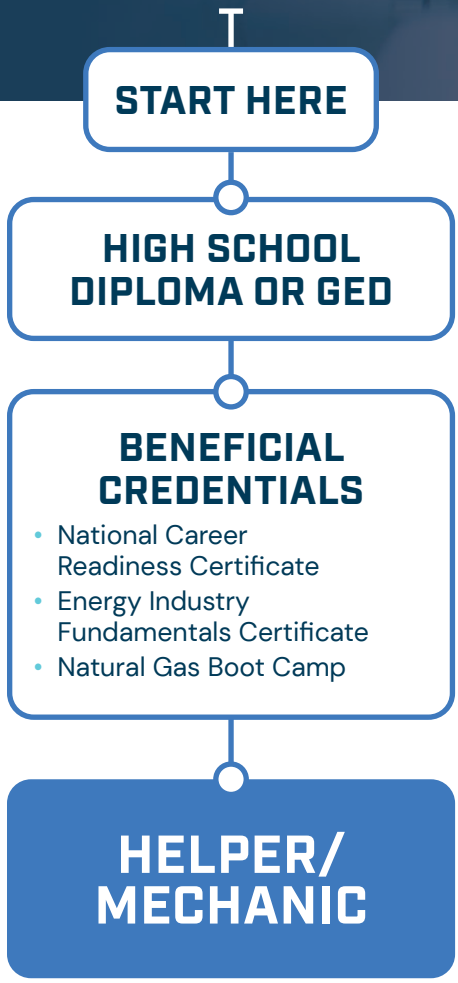 START HERE
HIGH SCHOOL
DIPLOMA OR GED
BENEFICIAL
CREDENTIALS
• National Career
Readiness Certificate
• Energy Industry
Fundamentals Certificate
• Natural Gas Boot Camp
HELPER/
MECHANIC